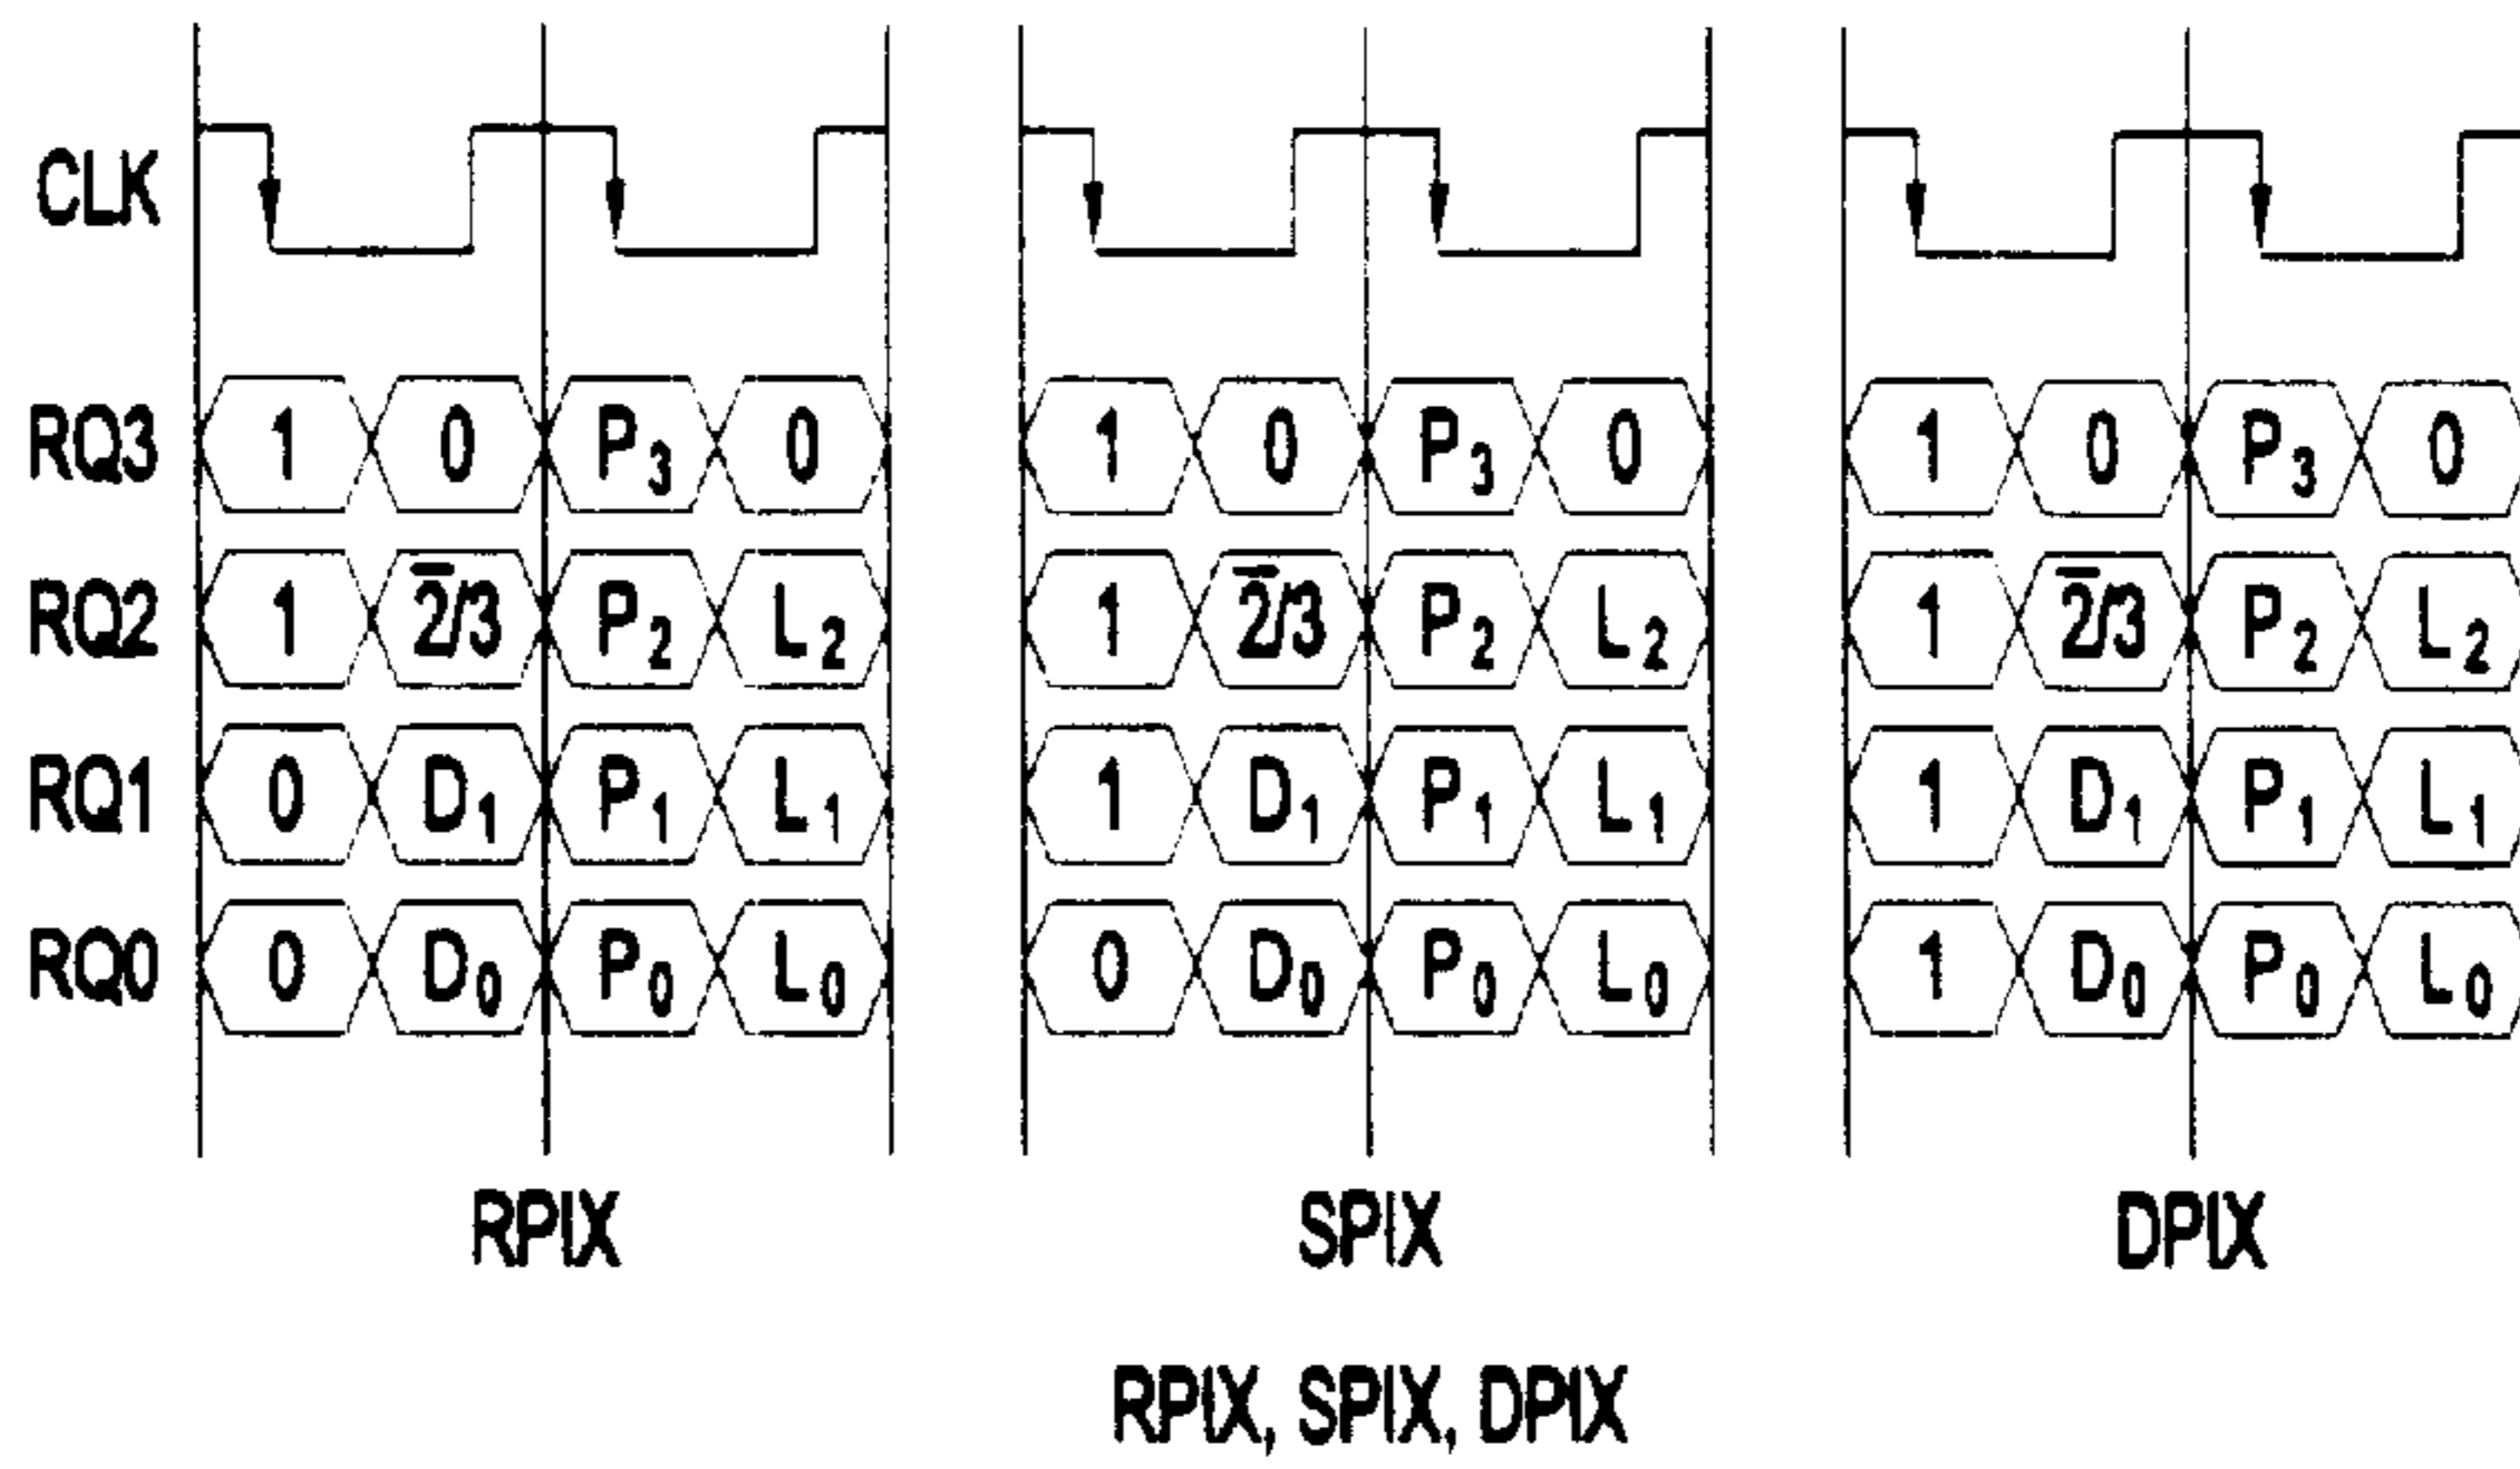 CLK
RQ3 1 0 P3 0 1 0 P3 0 1 0 P3 0
RQ2 1 2̅/3 P2 L2 1 2̅/3 P2 L2 1 2̅/3 P2 L2
RQ1 0 D1 P1 L1 1 D1 P1 L1 1 D1 P1 L1
RQ0 0 D0 P0 L0 0 D0 P0 L0 1 D0 P0 L0
RPIX SPIX DPIX
RPIX, SPIX, DPIX